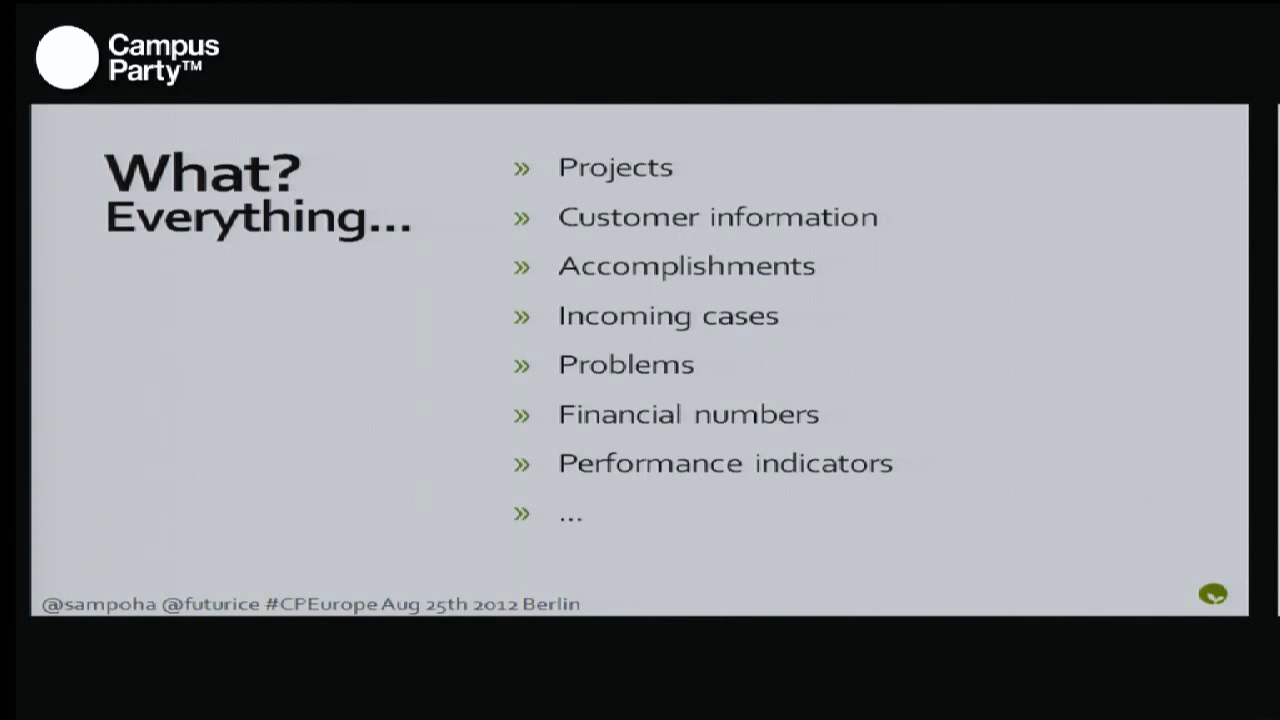 Campus
Party™
What?
Everything...
» Projects
» Customer information
» Accomplishments
» Incoming cases
» Problems
» Financial numbers
» Performance indicators
» ...
@sampoha @futurice #CPEurope Aug 25th 2012 Berlin